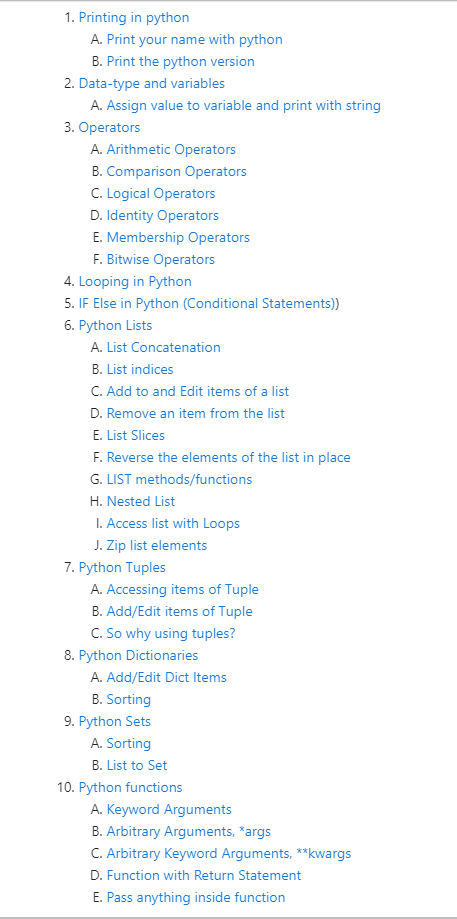 1. Printing in python
A. Print your name with python
B. Print the python version
2. Data-type and variables
A. Assign value to variable and print with string
3. Operators
A. Arithmetic Operators
B. Comparison Operators
C. Logical Operators
D. Identity Operators
E. Membership Operators
F. Bitwise Operators
4. Looping in Python
5. IF Else in Python (Conditional Statements))
6. Python Lists
A. List Concatenation
B. List indices
C. Add to and Edit items of a list
D. Remove an item from the list
E. List Slices
F. Reverse the elements of the list in place
G. LIST methods/functions
H. Nested List
I. Access list with Loops
J. Zip list elements
7. Python Tuples
A. Accessing items of Tuple
B. Add/Edit items of Tuple
C. So why using tuples?
8. Python Dictionaries
A. Add/Edit Dict Items
B. Sorting
9. Python Sets
A. Sorting
B. List to Set
10. Python functions
A. Keyword Arguments
B. Arbitrary Arguments, *args
C. Arbitrary Keyword Arguments, **kwargs
D. Function with Return Statement
E. Pass anything inside function